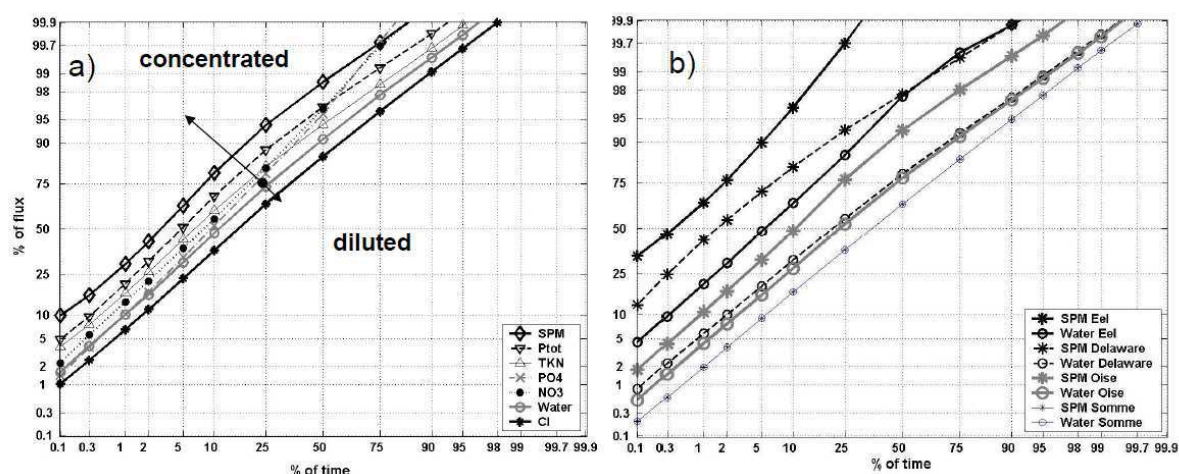 a)
concentrated
diluted
% of flux
99.9
99.7
99
98
95
90
75
50
25
10
5
2
1
0.3
0.1
0.1 0.3 1 2 5 10 25 50 75 90 95 98 99 99.7 99.9
% of time
SPM
Ptot
TKN
PO4
NO3
Water
Cl
b)
% of flux
99.9
99.7
99
98
95
90
75
50
25
10
5
2
1
0.3
0.1
0.1 0.3 1 2 5 10 25 50 75 90 95 98 99 99.7 99.9
% of time
SPM Eel
Water Eel
SPM Delaware
Water Delaware
SPM Oise
Water Oise
SPM Somme
Water Somme